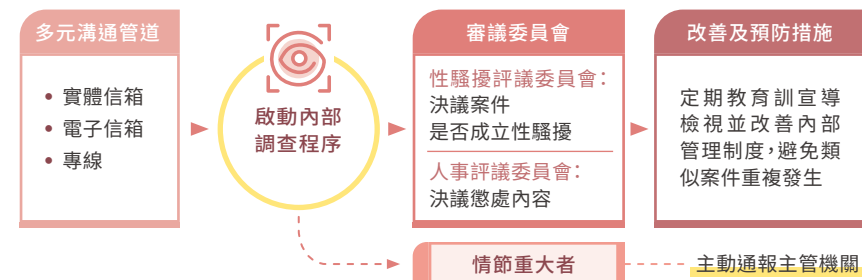 多元溝通管道
• 實體信箱
• 電子信箱
• 專線
啟動內部
調查程序
審議委員會
性騷擾評議委員會：
決議案件
是否成立性騷擾
人事評議委員會：
決議懲處內容
改善及預防措施
定期教育訓宣導
檢視並改善內部
管理制度，避免類
似案件重複發生
情節重大者
主動通報主管機關